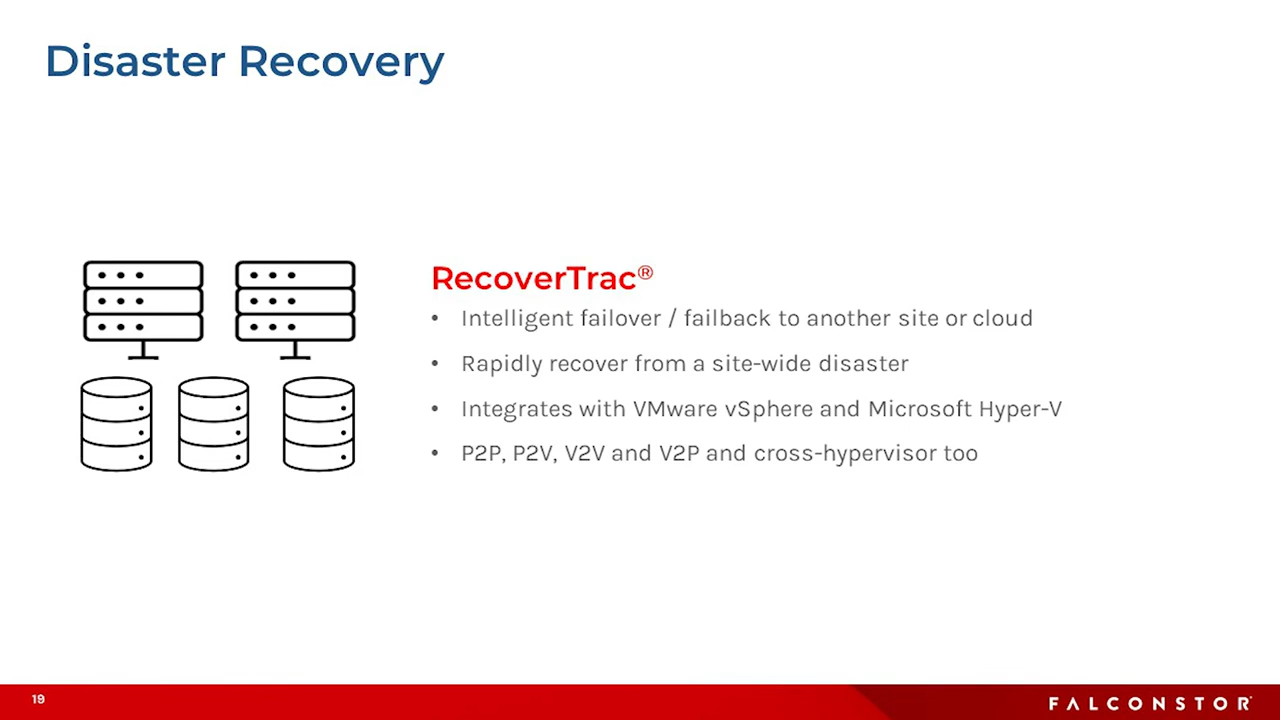 Disaster Recovery
RecoverTrac®
• Intelligent failover / failback to another site or cloud
• Rapidly recover from a site-wide disaster
• Integrates with VMware vSphere and Microsoft Hyper-V
• P2P, P2V, V2V and V2P and cross-hypervisor too
19
FALCONSTOR